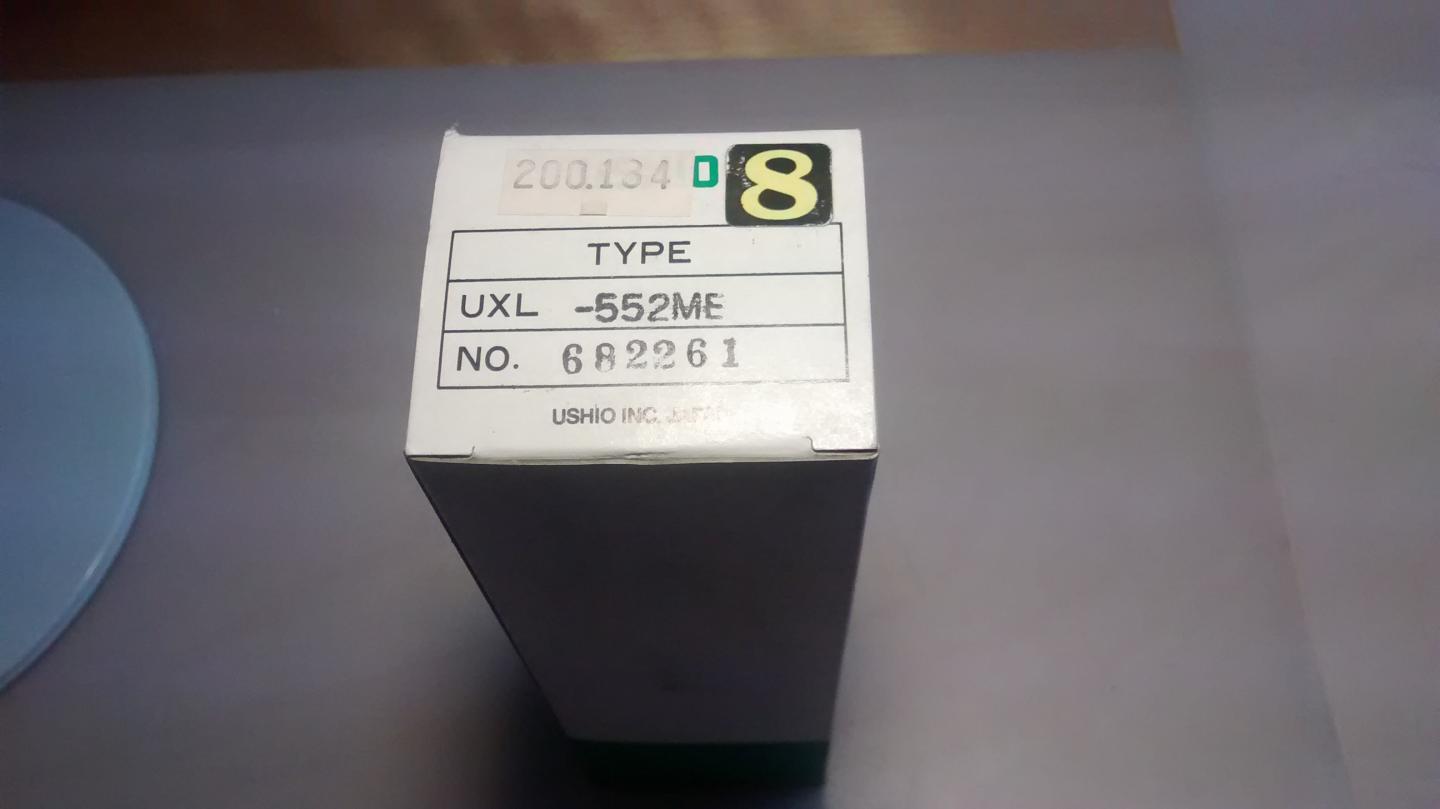 200.134 D 8
TYPE
UXL -552ME
NO. 682261
USHIO INC. JAPAN